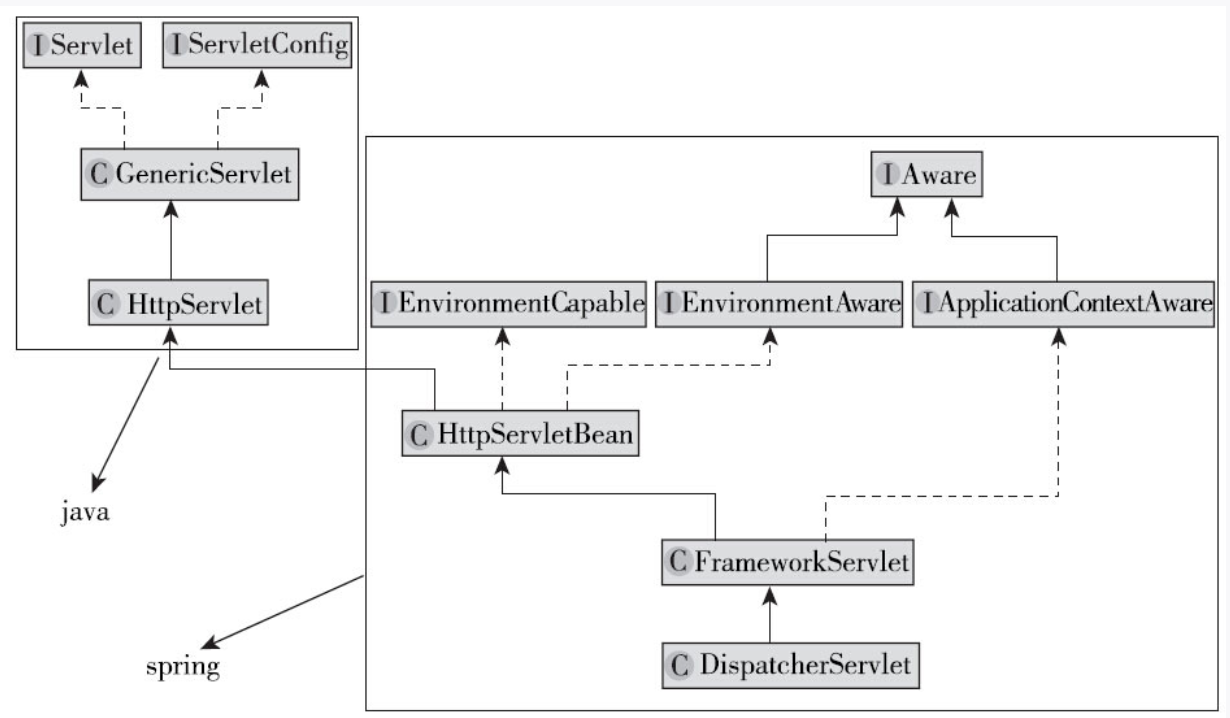 I Servlet
I ServletConfig
C GenericServlet
I Aware
C HttpServlet
I EnvironmentCapable
I EnvironmentAware
I ApplicationContextAware
C HttpServletBean
java
C FrameworkServlet
spring
C DispatcherServlet